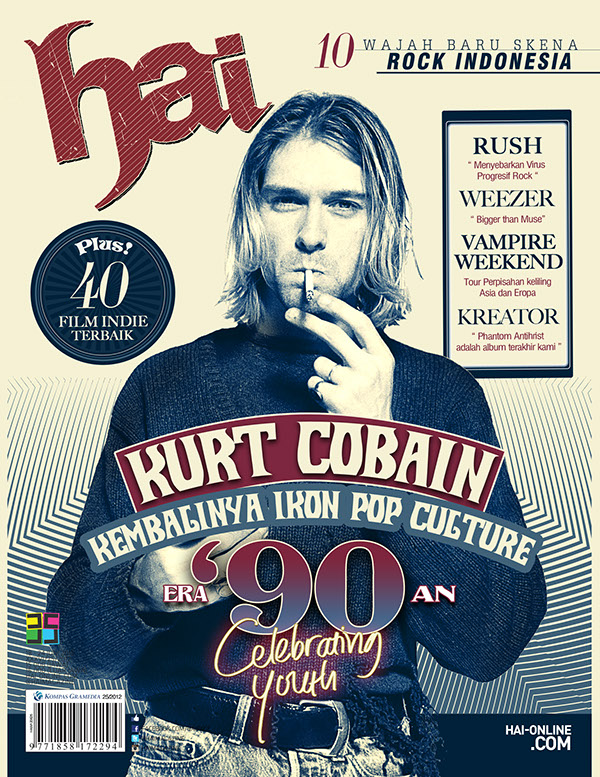 hai
10 WAJAH BARU SKENA
ROCK INDONESIA
RUSH
" Menyebarkan Virus
Progresif Rock "
WEEZER
" Bigger than Muse"
VAMPIRE
WEEKEND
Tour Perpisahan keliling
Asia dan Eropa
KREATOR
" Phantom Antihrist
adalah album terakhir kami "
Plus!
40
FILM INDIE
TERBAIK
KURT COBAIN
KEMBALINYA IKON POP CULTURE
ERA '90 AN
Celebrating
youth
KOMPAS GRAMEDIA 25/2012
9 771858 172294
HAI-ONLINE
.COM